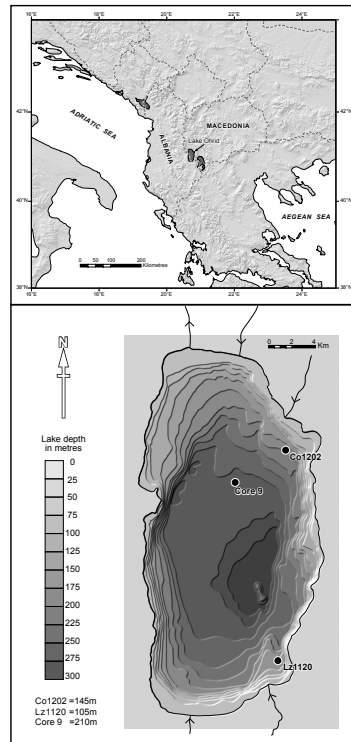 16˚E 18˚E 20˚E 22˚E 24˚E
42˚N
ADRIATIC SEA
ALBANIA
MACEDONIA
Lake Ohrid
40˚N
AEGEAN SEA
0 50 100 200
Kilometres
38˚N
16˚E 18˚E 20˚E 22˚E 24˚E
N
0 2 4
Km
Lake depth
in metres
0
25
50
75
100
125
150
175
200
225
250
275
300
Co1202
Core 9
Lz1120
Co1202 =145m
Lz1120 =105m
Core 9 =210m